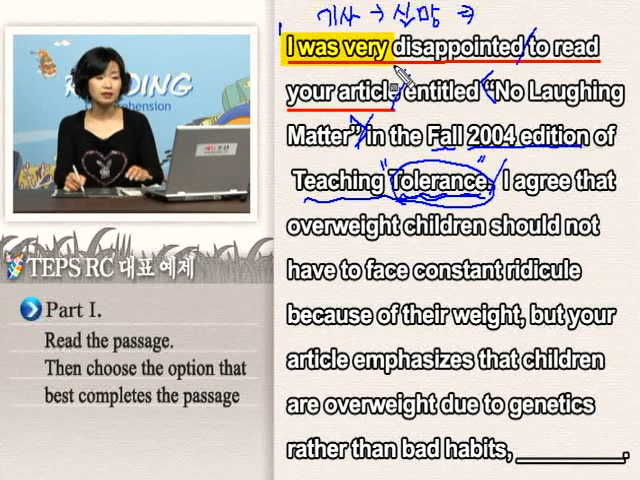 기사 → 실망
I was very disappointed to read
your article entitled “No Laughing
Matter” in the Fall 2004 edition of
Teaching "Tolerance." I agree that
overweight children should not
have to face constant ridicule
because of their weight, but your
article emphasizes that children
are overweight due to genetics
rather than bad habits, __________.
READING
Comprehension
TEPS RC 대표 예제
Part I.
Read the passage.
Then choose the option that
best completes the passage